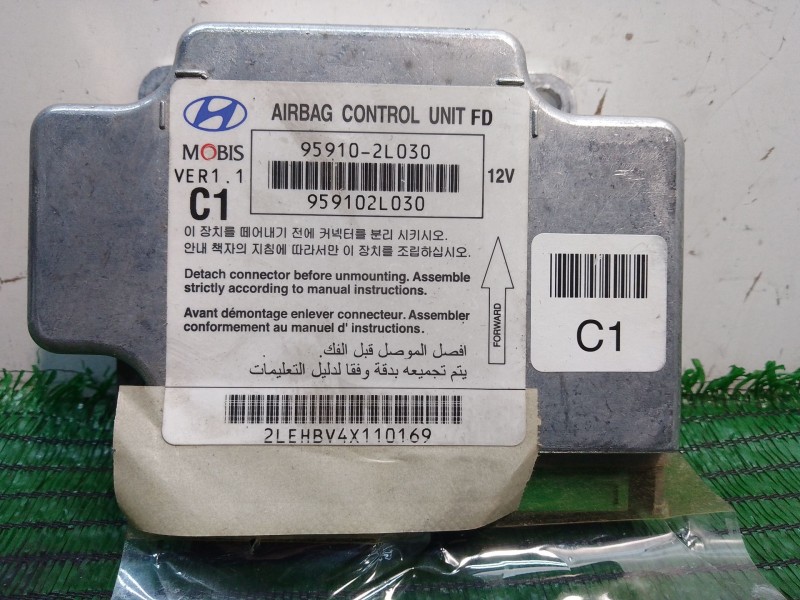 AIRBAG CONTROL UNIT FD
MOBIS
95910-2L030
VER1.1
12V
C1
959102L030
이 장치를 떼어내기 전에 커넥터를 분리 시키시오.
안내 책자의 지침에 따라서만 이 장치를 조립하십시오.
Detach connector before unmounting. Assemble
strictly according to manual instructions.
Avant démontage enlever connecteur. Assembler
conformement au manuel d' instructions.
افصل الموصل قبل الفك.
يتم تجميعه بدقة وفقا لدليل التعليمات
FORWARD
2LEHBV4X110169
C1